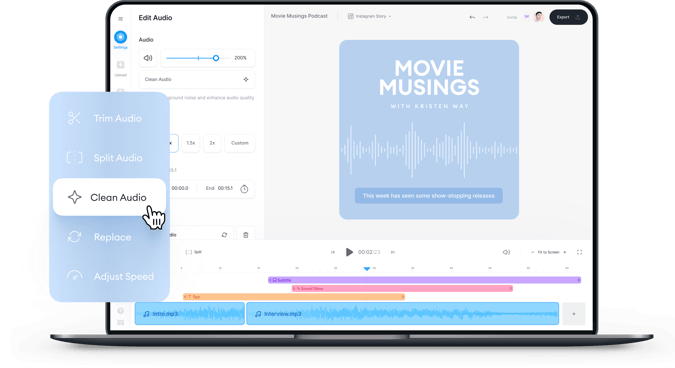 Edit Audio
Movie Musings Podcast
Instagram Story
Export
Settings
Audio
200%
Upload
Clean Audio
ground noise and enhance audio quality
1.5x
2x
Custom
00:00.0
End 00:15.1
Trim Audio
Split Audio
Clean Audio
Replace
Adjust Speed
MOVIE
MUSINGS
WITH KRISTEN WAY
This week has seen some show-stopping releases
Split
00:02
Fit to Screen
Subtitle
Sound Wave
Intro.mp3
Interview.mp3